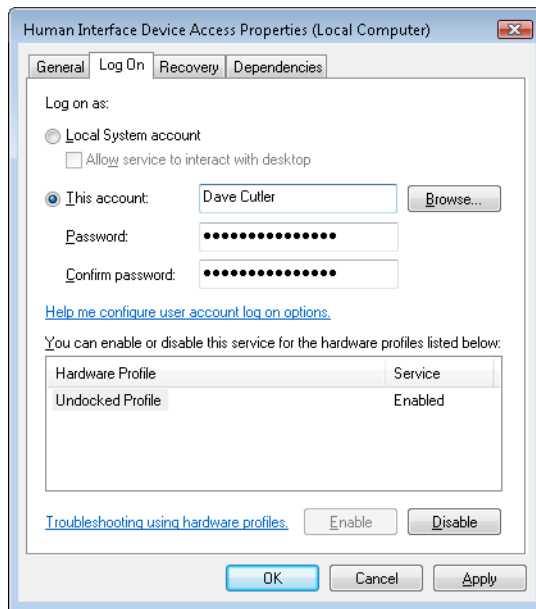 Human Interface Device Access Properties (Local Computer)
General Log On Recovery Dependencies
Log on as:
Local System account
Allow service to interact with desktop
This account: Dave Cutler Browse...
Password: ●●●●●●●●●●●●●●●
Confirm password: ●●●●●●●●●●●●●●●
Help me configure user account log on options.
You can enable or disable this service for the hardware profiles listed below:
Hardware Profile Service
Undocked Profile Enabled
Troubleshooting using hardware profiles. Enable Disable
OK Cancel Apply